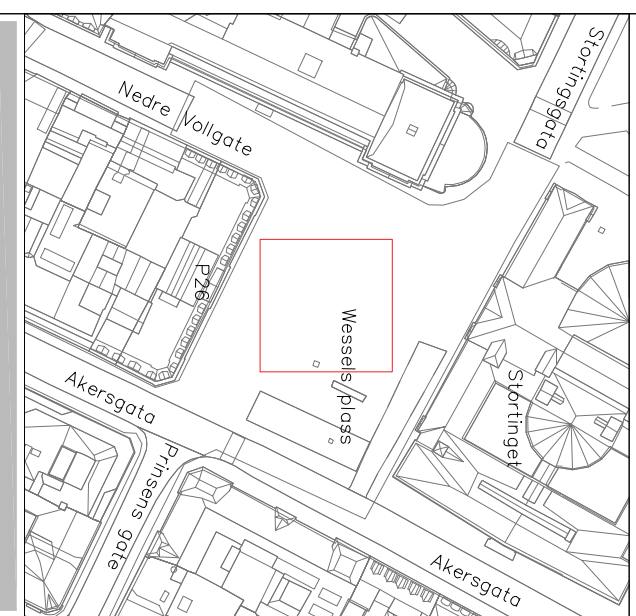 Stortingsgata
Nedre Vollgate
P26
Wessels plass
Stortinget
Akersgata
Prinsens gate
Akersgata